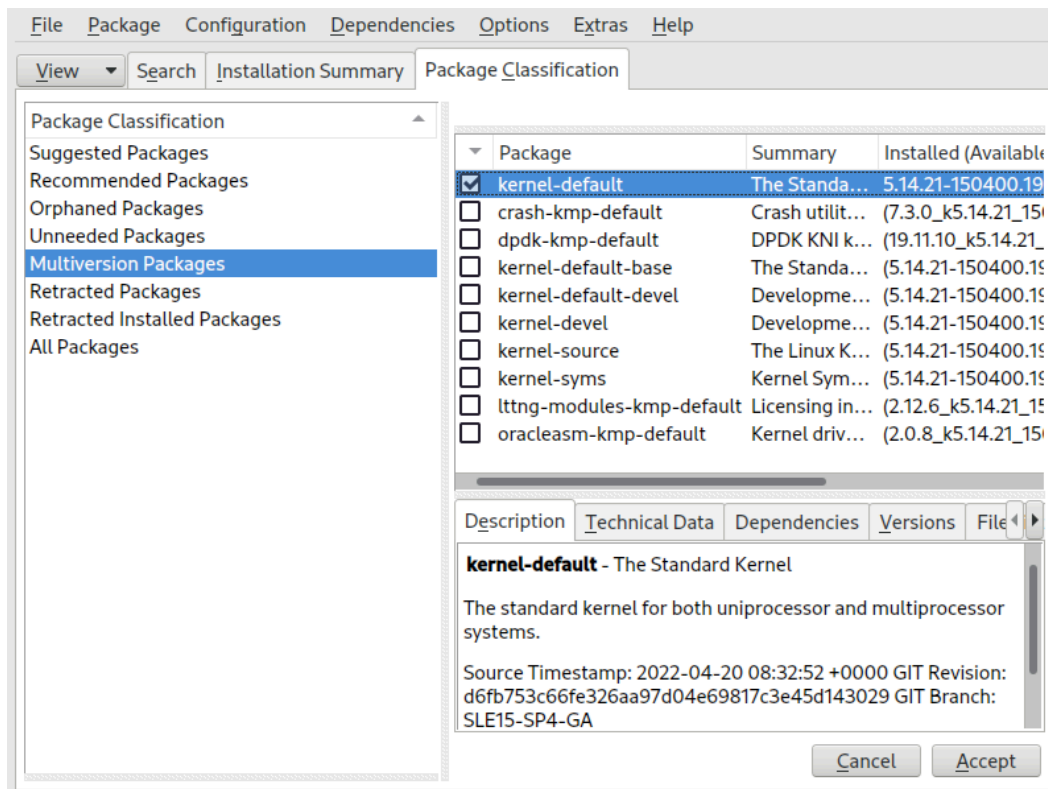 File Package Configuration Dependencies Options Extras Help
View Search Installation Summary Package Classification
Package Classification
Suggested Packages
Recommended Packages
Orphaned Packages
Unneeded Packages
Multiversion Packages
Retracted Packages
Retracted Installed Packages
All Packages
Package Summary Installed (Available
kernel-default The Standa... 5.14.21-150400.19
crash-kmp-default Crash utilit... (7.3.0_k5.14.21_15
dpdk-kmp-default DPDK KNI k... (19.11.10_k5.14.21_
kernel-default-base The Standa... (5.14.21-150400.19
kernel-default-devel Developme... (5.14.21-150400.19
kernel-devel Developme... (5.14.21-150400.19
kernel-source The Linux K... (5.14.21-150400.19
kernel-syms Kernel Sym... (5.14.21-150400.19
lttng-modules-kmp-default Licensing in... (2.12.6_k5.14.21_15
oracleasm-kmp-default Kernel driv... (2.0.8_k5.14.21_15
Description Technical Data Dependencies Versions File
kernel-default - The Standard Kernel
The standard kernel for both uniprocessor and multiprocessor
systems.
Source Timestamp: 2022-04-20 08:32:52 +0000 GIT Revision:
d6fb753c66fe326aa97d04e69817c3e45d143029 GIT Branch:
SLE15-SP4-GA
Cancel Accept